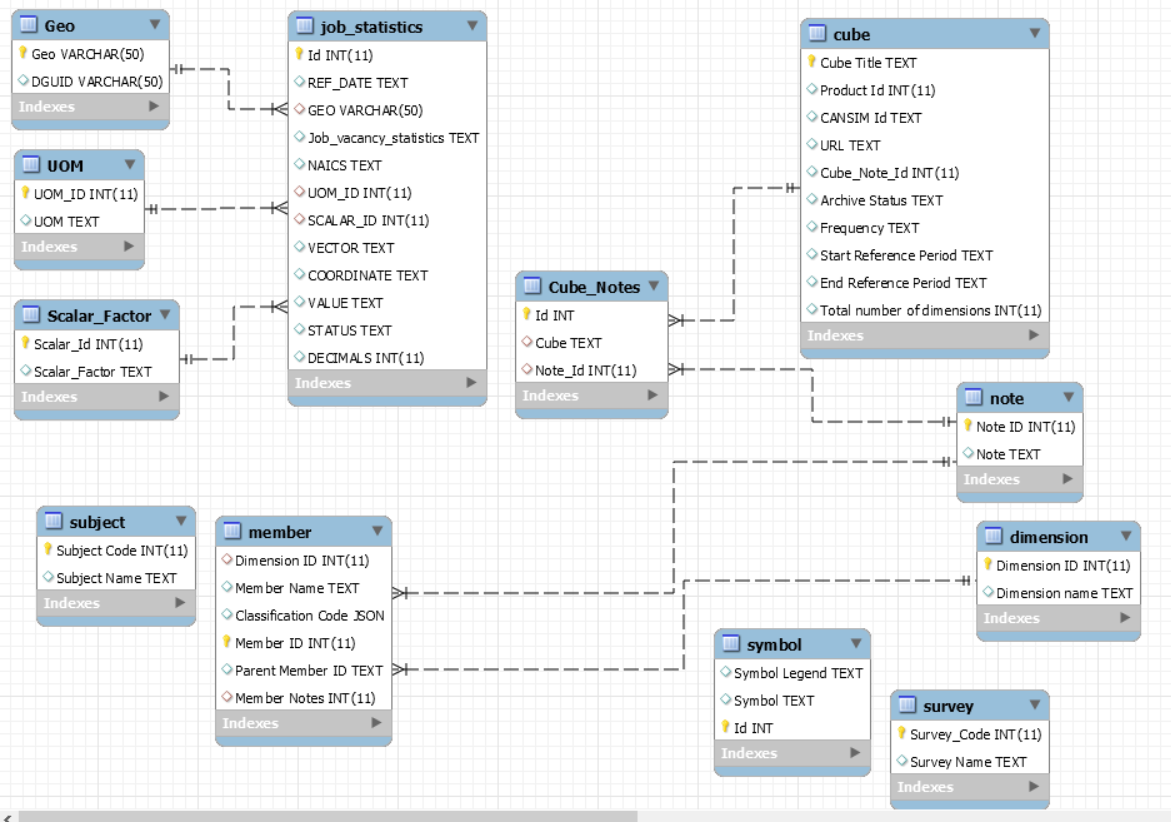 Geo
Geo VARCHAR(50)
DGUID VARCHAR(50)
Indexes
UOM
UOM_ID INT(11)
UOM TEXT
Indexes
Scalar_Factor
Scalar_Id INT(11)
Scalar_Factor TEXT
Indexes
job_statistics
Id INT(11)
REF_DATE TEXT
GEO VARCHAR(50)
Job_vacancy_statistics TEXT
NAICS TEXT
UOM_ID INT(11)
SCALAR_ID INT(11)
VECTOR TEXT
COORDINATE TEXT
VALUE TEXT
STATUS TEXT
DECIMALS INT(11)
Indexes
Cube_Notes
Id INT
Cube TEXT
Note_Id INT(11)
Indexes
cube
Cube Title TEXT
Product Id INT(11)
CANSIM Id TEXT
URL TEXT
Cube_Note_Id INT(11)
Archive Status TEXT
Frequency TEXT
Start Reference Period TEXT
End Reference Period TEXT
Total number of dimensions INT(11)
Indexes
note
Note ID INT(11)
Note TEXT
Indexes
subject
Subject Code INT(11)
Subject Name TEXT
Indexes
member
Dimension ID INT(11)
Member Name TEXT
Classification Code JSON
Member ID INT(11)
Parent Member ID TEXT
Member Notes INT(11)
Indexes
dimension
Dimension ID INT(11)
Dimension name TEXT
Indexes
symbol
Symbol Legend TEXT
Symbol TEXT
Id INT
Indexes
survey
Survey_Code INT(11)
Survey Name TEXT
Indexes